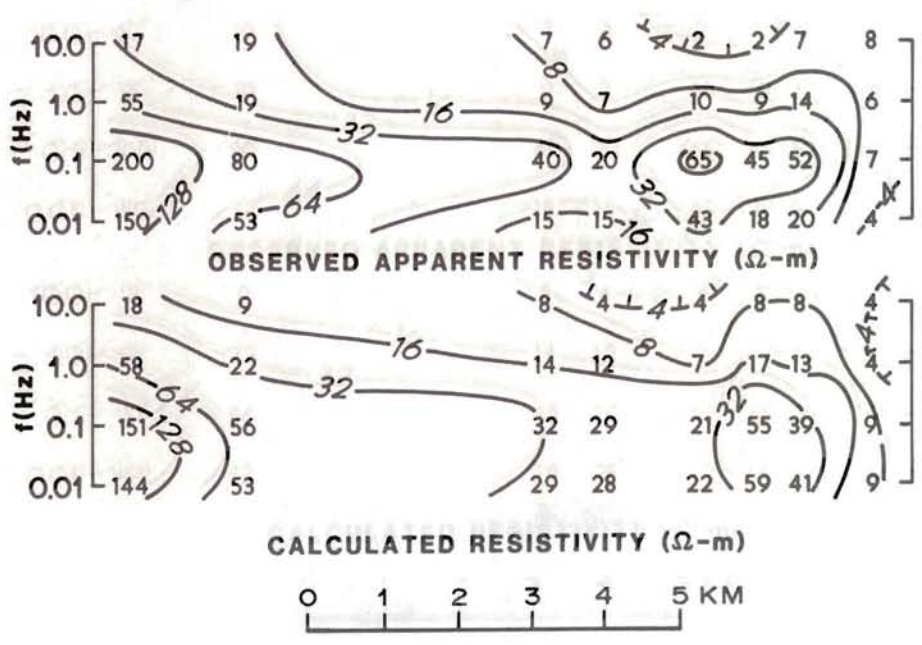 10.0 17 19 7 6 4 2 2 7 8
8
f(Hz)
1.0 55 19 16 9 7 10 9 14 6
32
0.1 200 80 40 20 65 45 52 7
128 64 32 4
0.01 150 53 15 15 16 43 18 20 4
OBSERVED APPARENT RESISTIVITY (Ω-m)
10.0 18 9 8 4 4 4 8 8 4
16 8 4
f(Hz)
1.0 58 22 14 12 7 17 13 4
64 32 32
0.1 151 128 56 32 29 21 55 39 9
0.01 144 53 29 28 22 59 41 9
CALCULATED RESISTIVITY (Ω-m)
0 1 2 3 4 5 KM